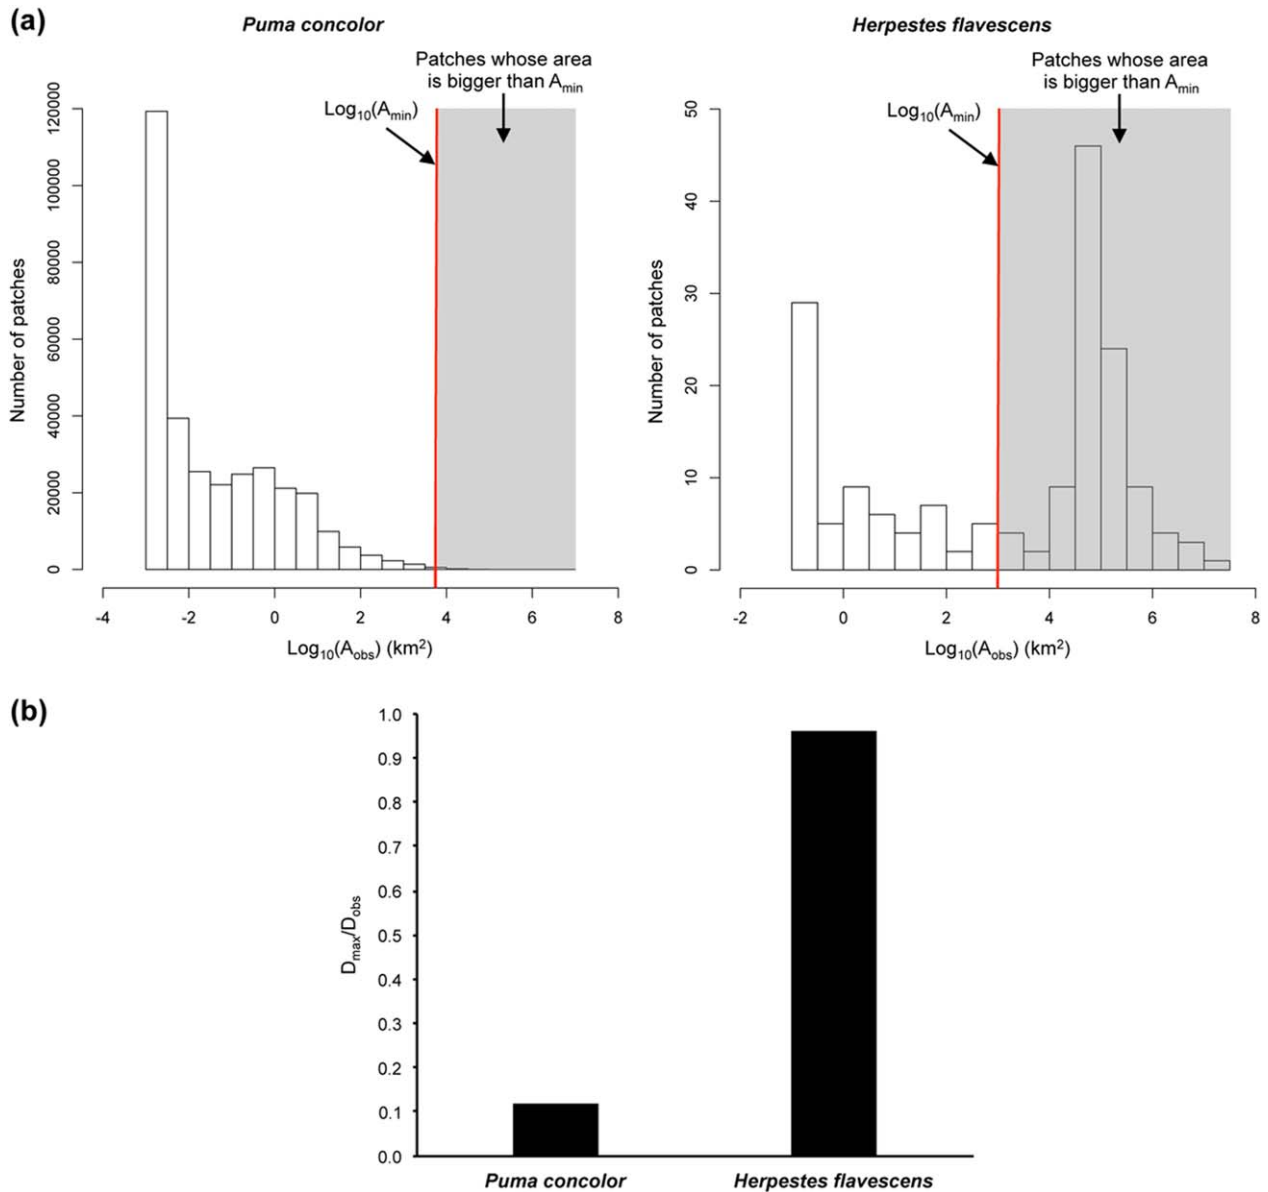 (a)
Puma concolor
Patches whose area
is bigger than Amin
Log10(Amin)
Number of patches
120000
100000
80000
60000
40000
20000
0
-4
-2
0
2
4
6
8
Log10(Aobs) (km²)
Herpestes flavescens
Patches whose area
is bigger than Amin
Log10(Amin)
Number of patches
50
40
30
20
10
0
-2
0
2
4
6
8
Log10(Aobs) (km²)
(b)
Dmax/Dobs
1.0
0.9
0.8
0.7
0.6
0.5
0.4
0.3
0.2
0.1
0.0
Puma concolor
Herpestes flavescens